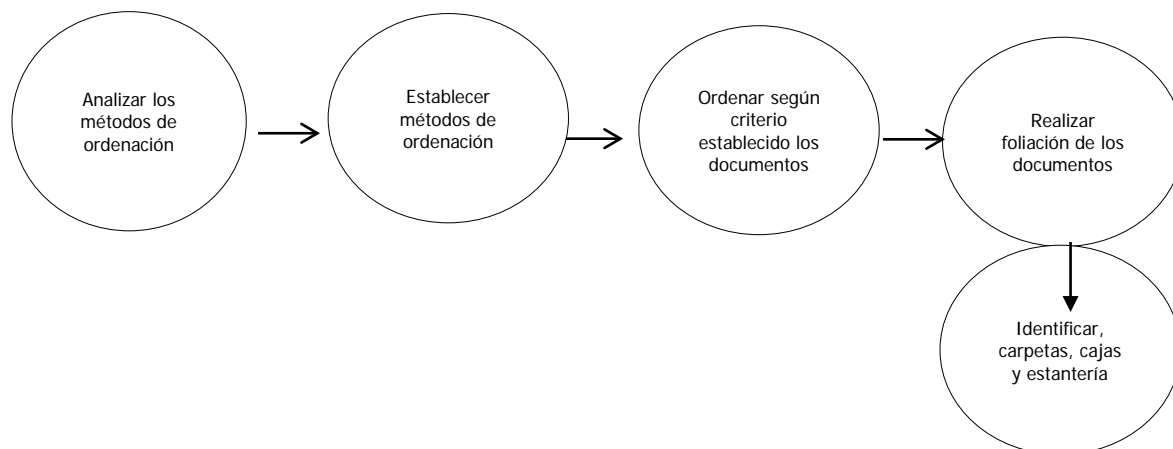 Analizar los
métodos de
ordenación
Establecer
métodos de
ordenación
Ordenar según
criterio
establecido los
documentos
Realizar
foliación de los
documentos
Identificar,
carpetas, cajas
y estantería